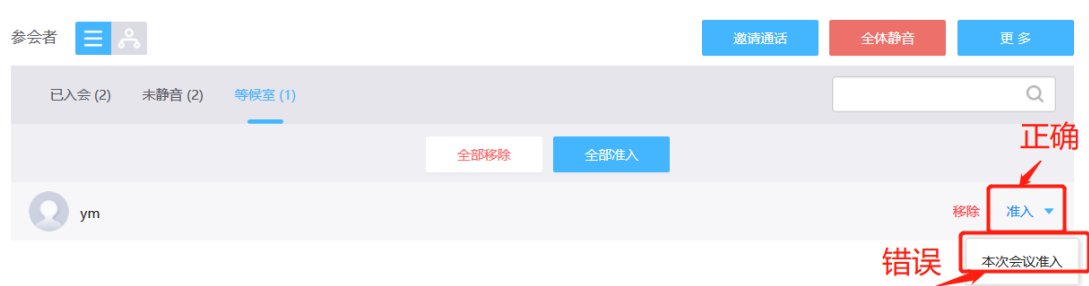 参会者
邀请通话 全体静音 更多
已入会 (2) 未静音 (2) 等候室 (1)
正确
全部移除 全部准入
ym 移除 准入
错误 本次会议准入